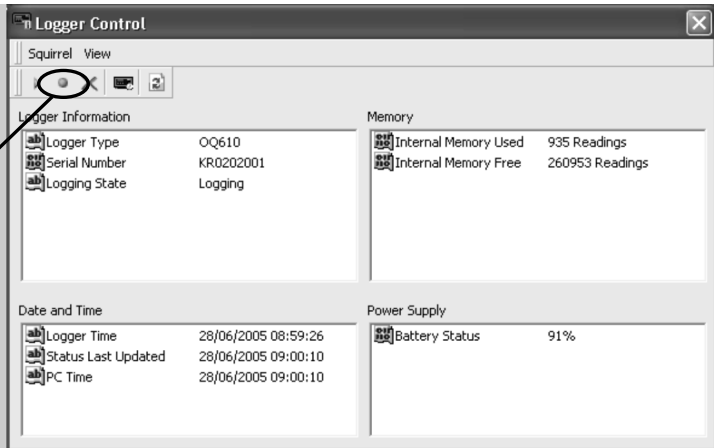 Logger Control
Squirrel View
Logger Information
Logger Type OQ610
Serial Number KR0202001
Logging State Logging
Memory
Internal Memory Used 935 Readings
Internal Memory Free 260953 Readings
Date and Time
Logger Time 28/06/2005 08:59:26
Status Last Updated 28/06/2005 09:00:10
PC Time 28/06/2005 09:00:10
Power Supply
Battery Status 91%